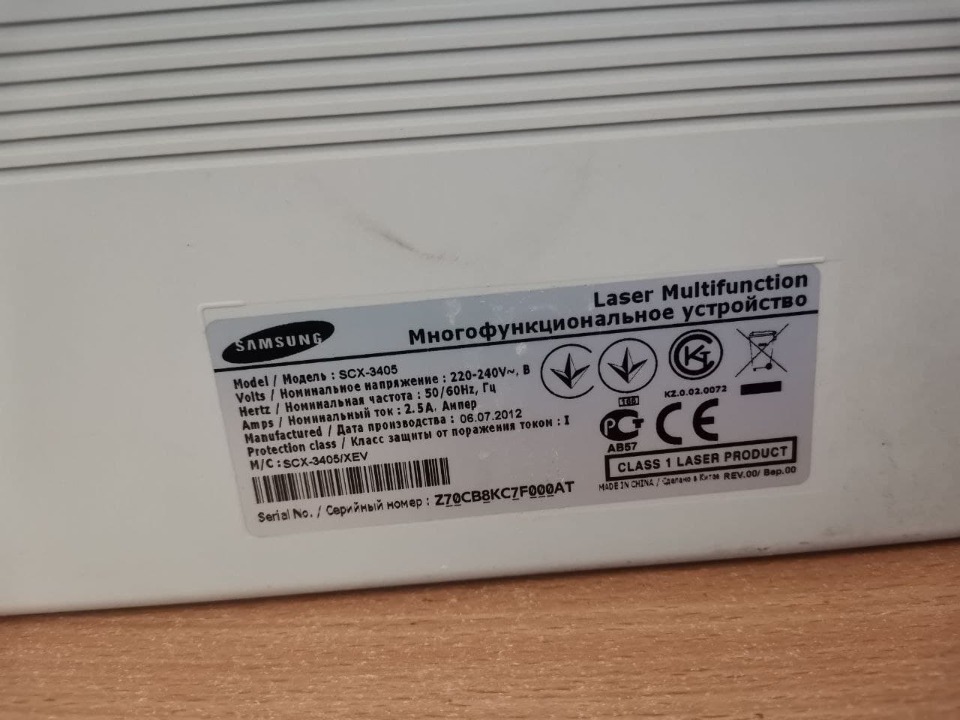 Laser Multifunction
Многофункциональное устройство
SAMSUNG
Model / Модель : SCX-3405
Volts / Номинальное напряжение : 220-240V~, В
Hertz / Номинальная частота : 50/60Hz, Гц
Amps / Номинальный ток : 2.5A. Ампер
Manufactured / Дата производства : 06.07.2012
Protection class / Класс защиты от поражения током : I
M/C : SCX-3405/XEV
Serial No. / Серийный номер : Z70CB8KC7F000AT
KZ.0.02.0072
165
AB57
CE
CLASS 1 LASER PRODUCT
MADE IN CHINA / Сделано в Китае REV.00/ Вер.00